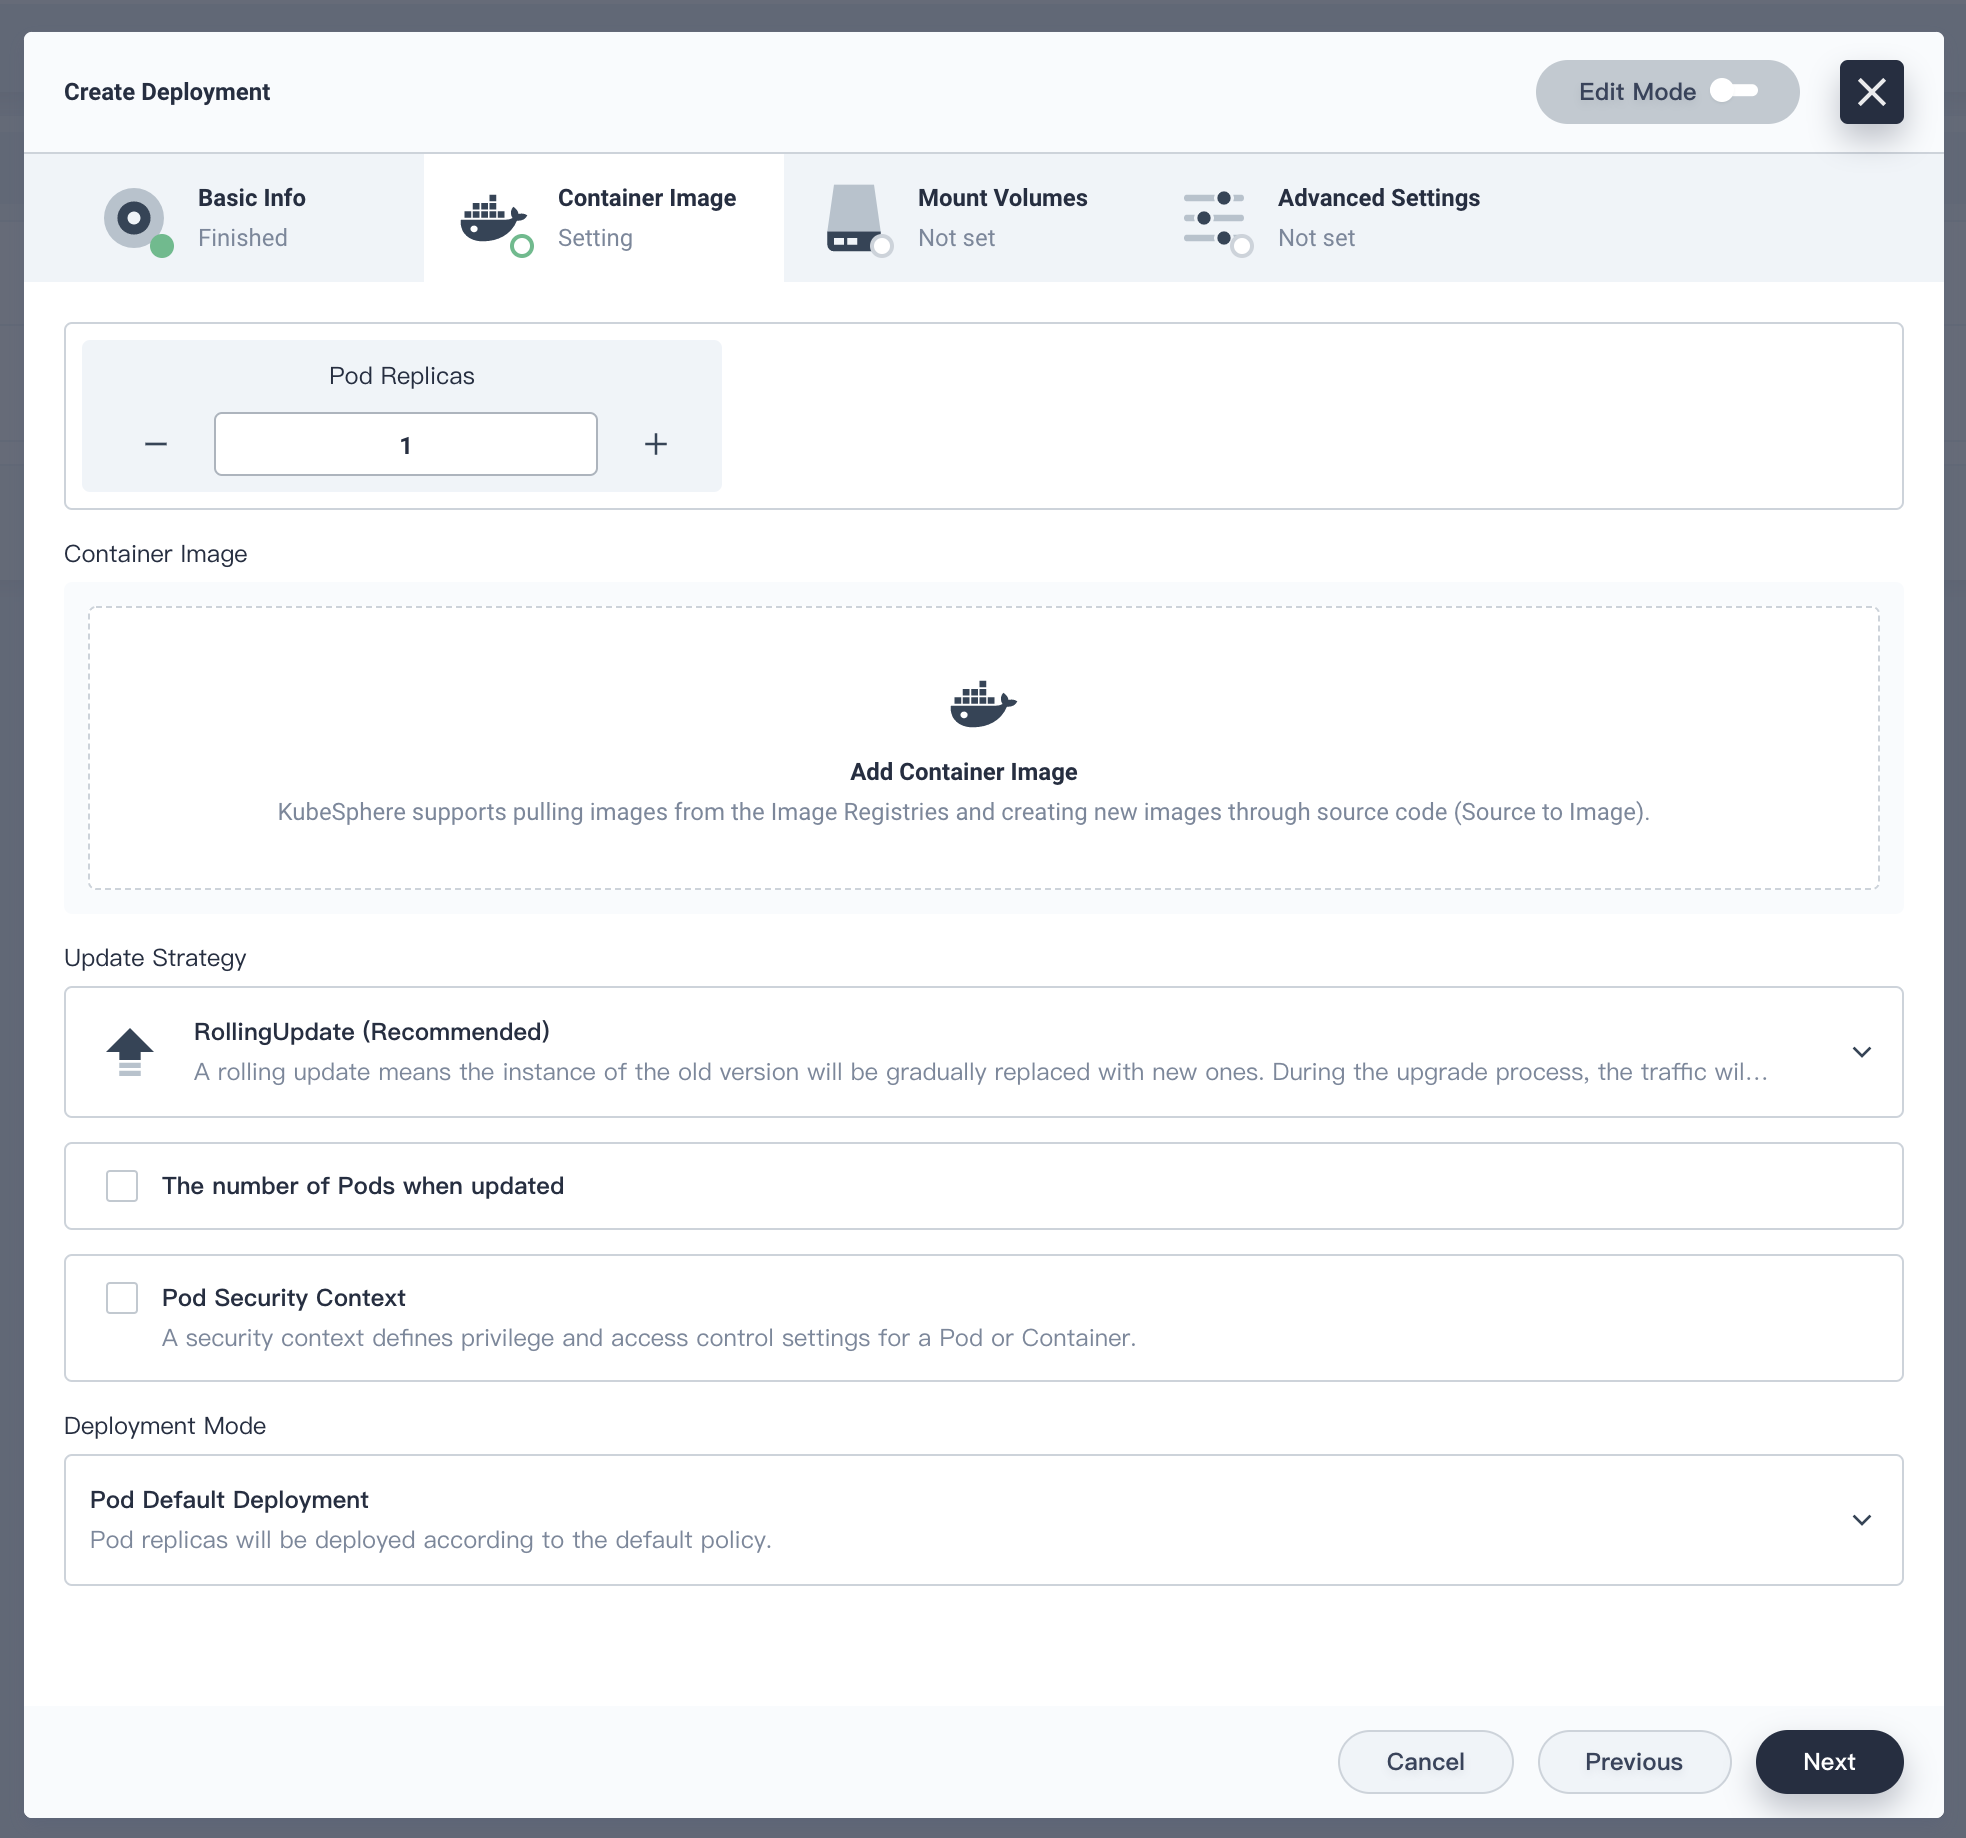 Create Deployment
Edit Mode
Basic Info
Finished
Container Image
Setting
Mount Volumes
Not set
Advanced Settings
Not set
Pod Replicas
1
Container Image
Add Container Image
KubeSphere supports pulling images from the Image Registries and creating new images through source code (Source to Image).
Update Strategy
RollingUpdate (Recommended)
A rolling update means the instance of the old version will be gradually replaced with new ones. During the upgrade process, the traffic wil...
The number of Pods when updated
Pod Security Context
A security context defines privilege and access control settings for a Pod or Container.
Deployment Mode
Pod Default Deployment
Pod replicas will be deployed according to the default policy.
Cancel
Previous
Next